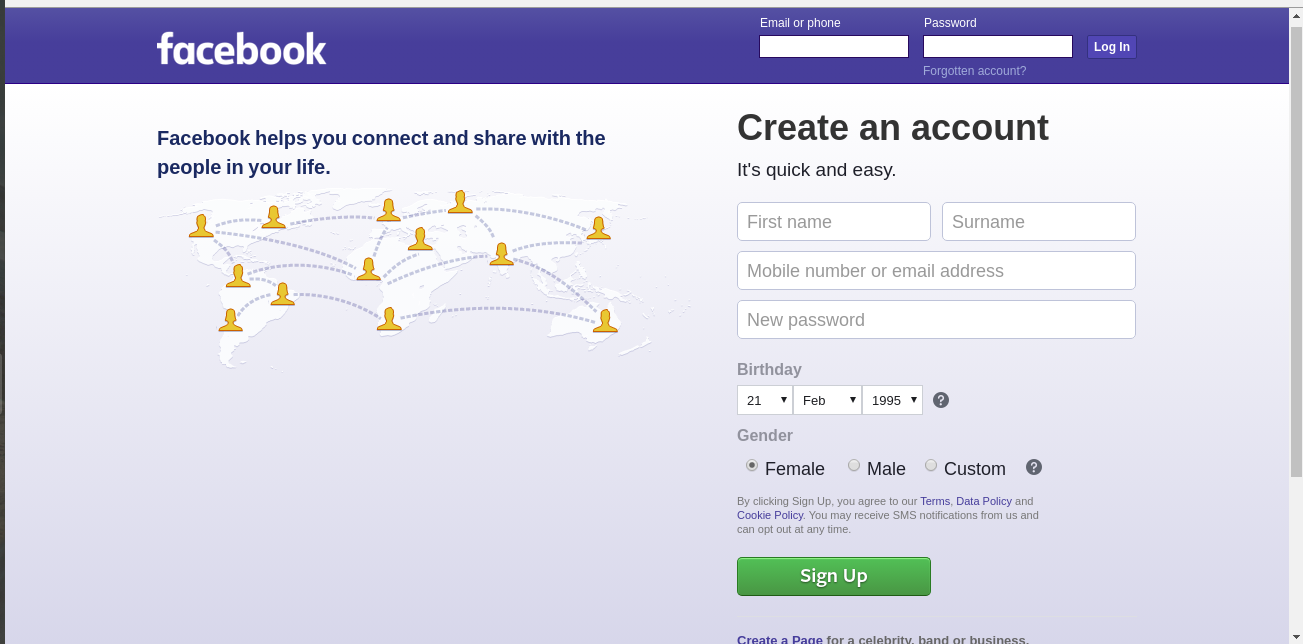 facebook
Email or phone
Password
Log In
Forgotten account?
Facebook helps you connect and share with the
people in your life.
Create an account
It's quick and easy.
First name
Surname
Mobile number or email address
New password
Birthday
21
Feb
1995
?
Gender
Female
Male
Custom
?
By clicking Sign Up, you agree to our Terms, Data Policy and
Cookie Policy. You may receive SMS notifications from us and
can opt out at any time.
Sign Up
Create a Page for a celebrity, band or business.